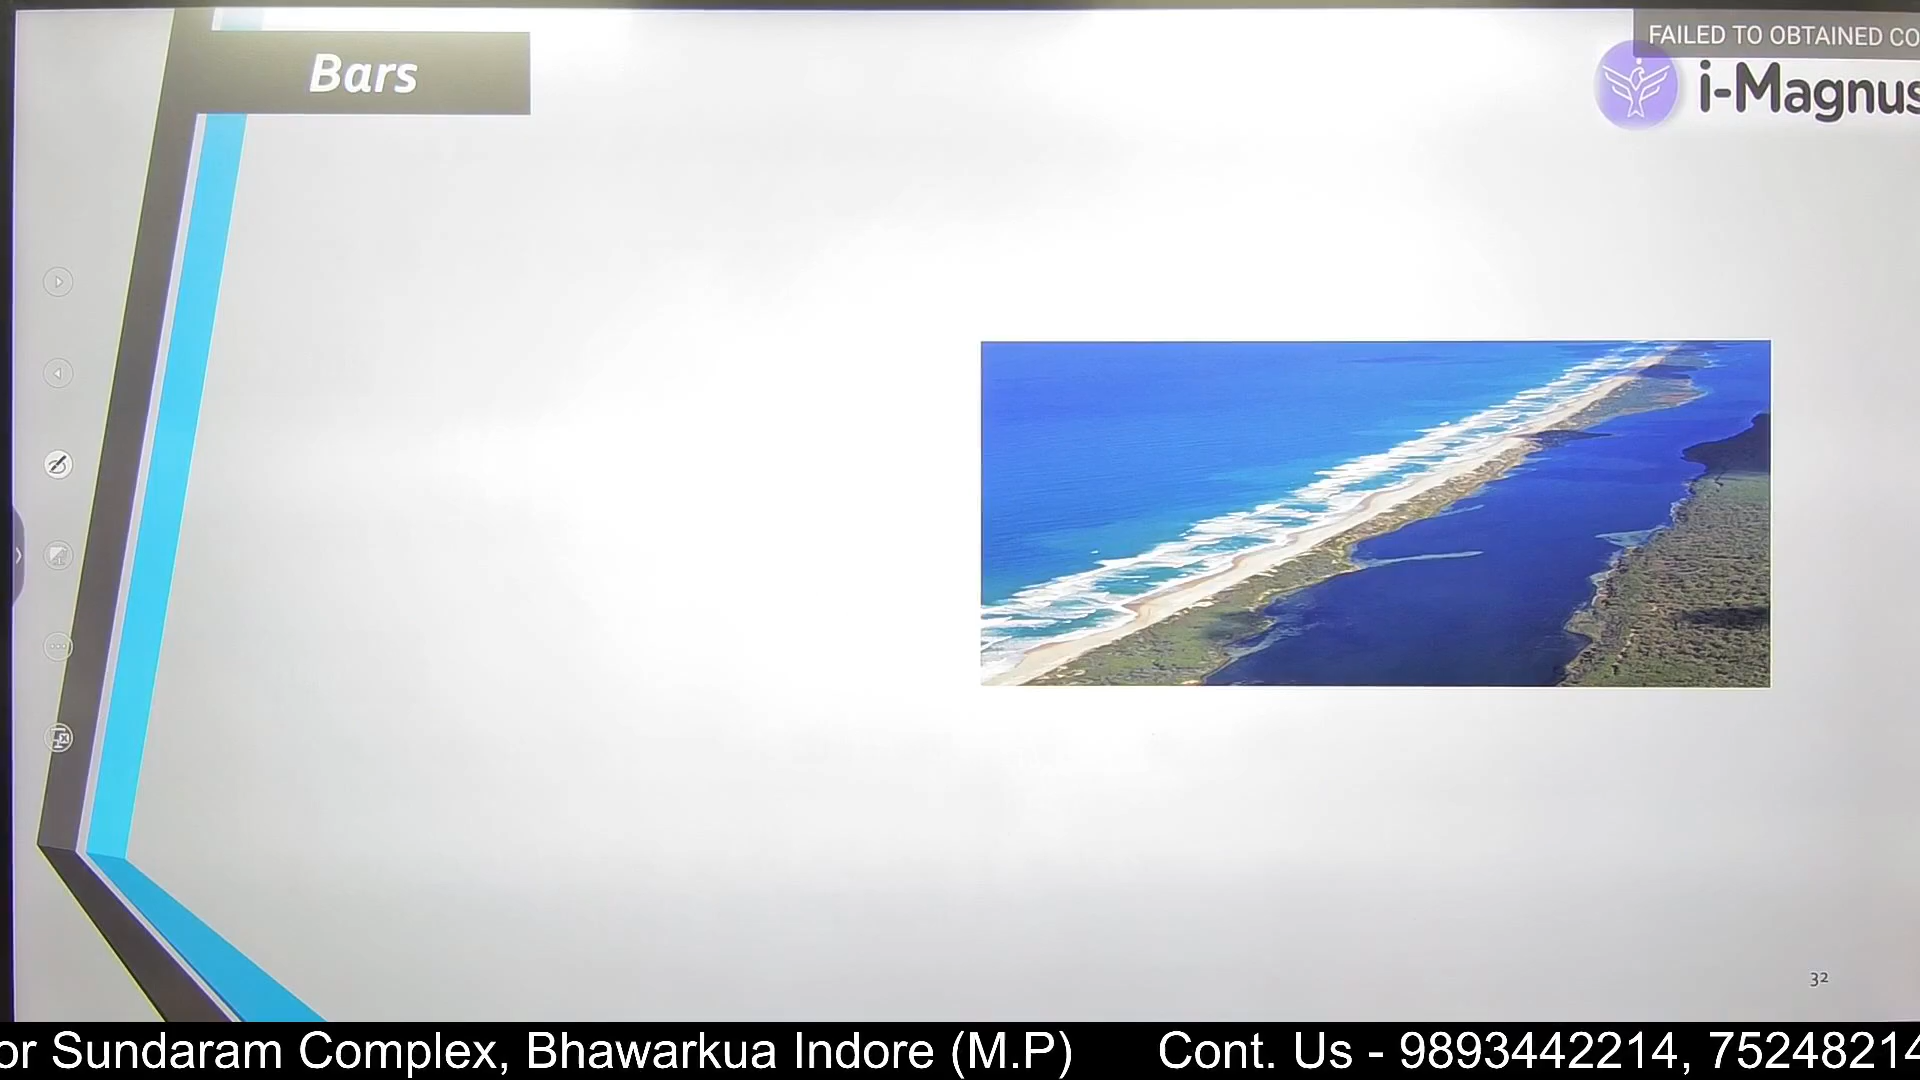 Bars
FAILED TO OBTAINED CO
i-Magnus
32
or Sundaram Complex, Bhawarkua Indore (M.P) Cont. Us - 9893442214, 75248214